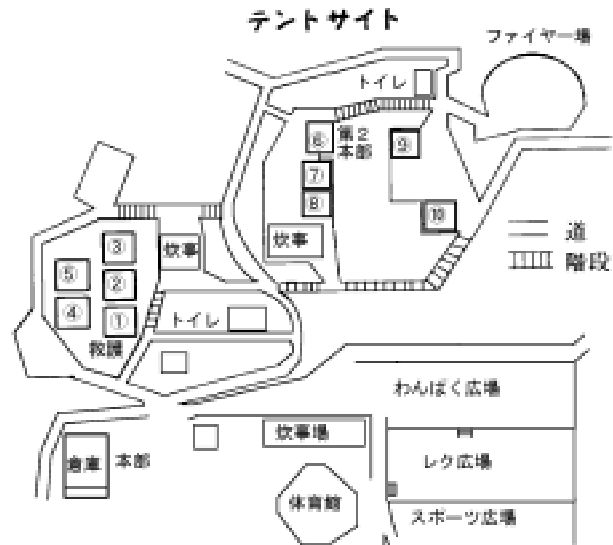 テントサイト
ファイヤー場
トイレ
⑥
第2
本部
⑨
⑦
⑧
⑩
炊事
道
階段
③
炊事
⑤
②
④
①
トイレ
救護
わんぱく広場
炊事場
倉庫
本部
レク広場
体育館
スポーツ広場